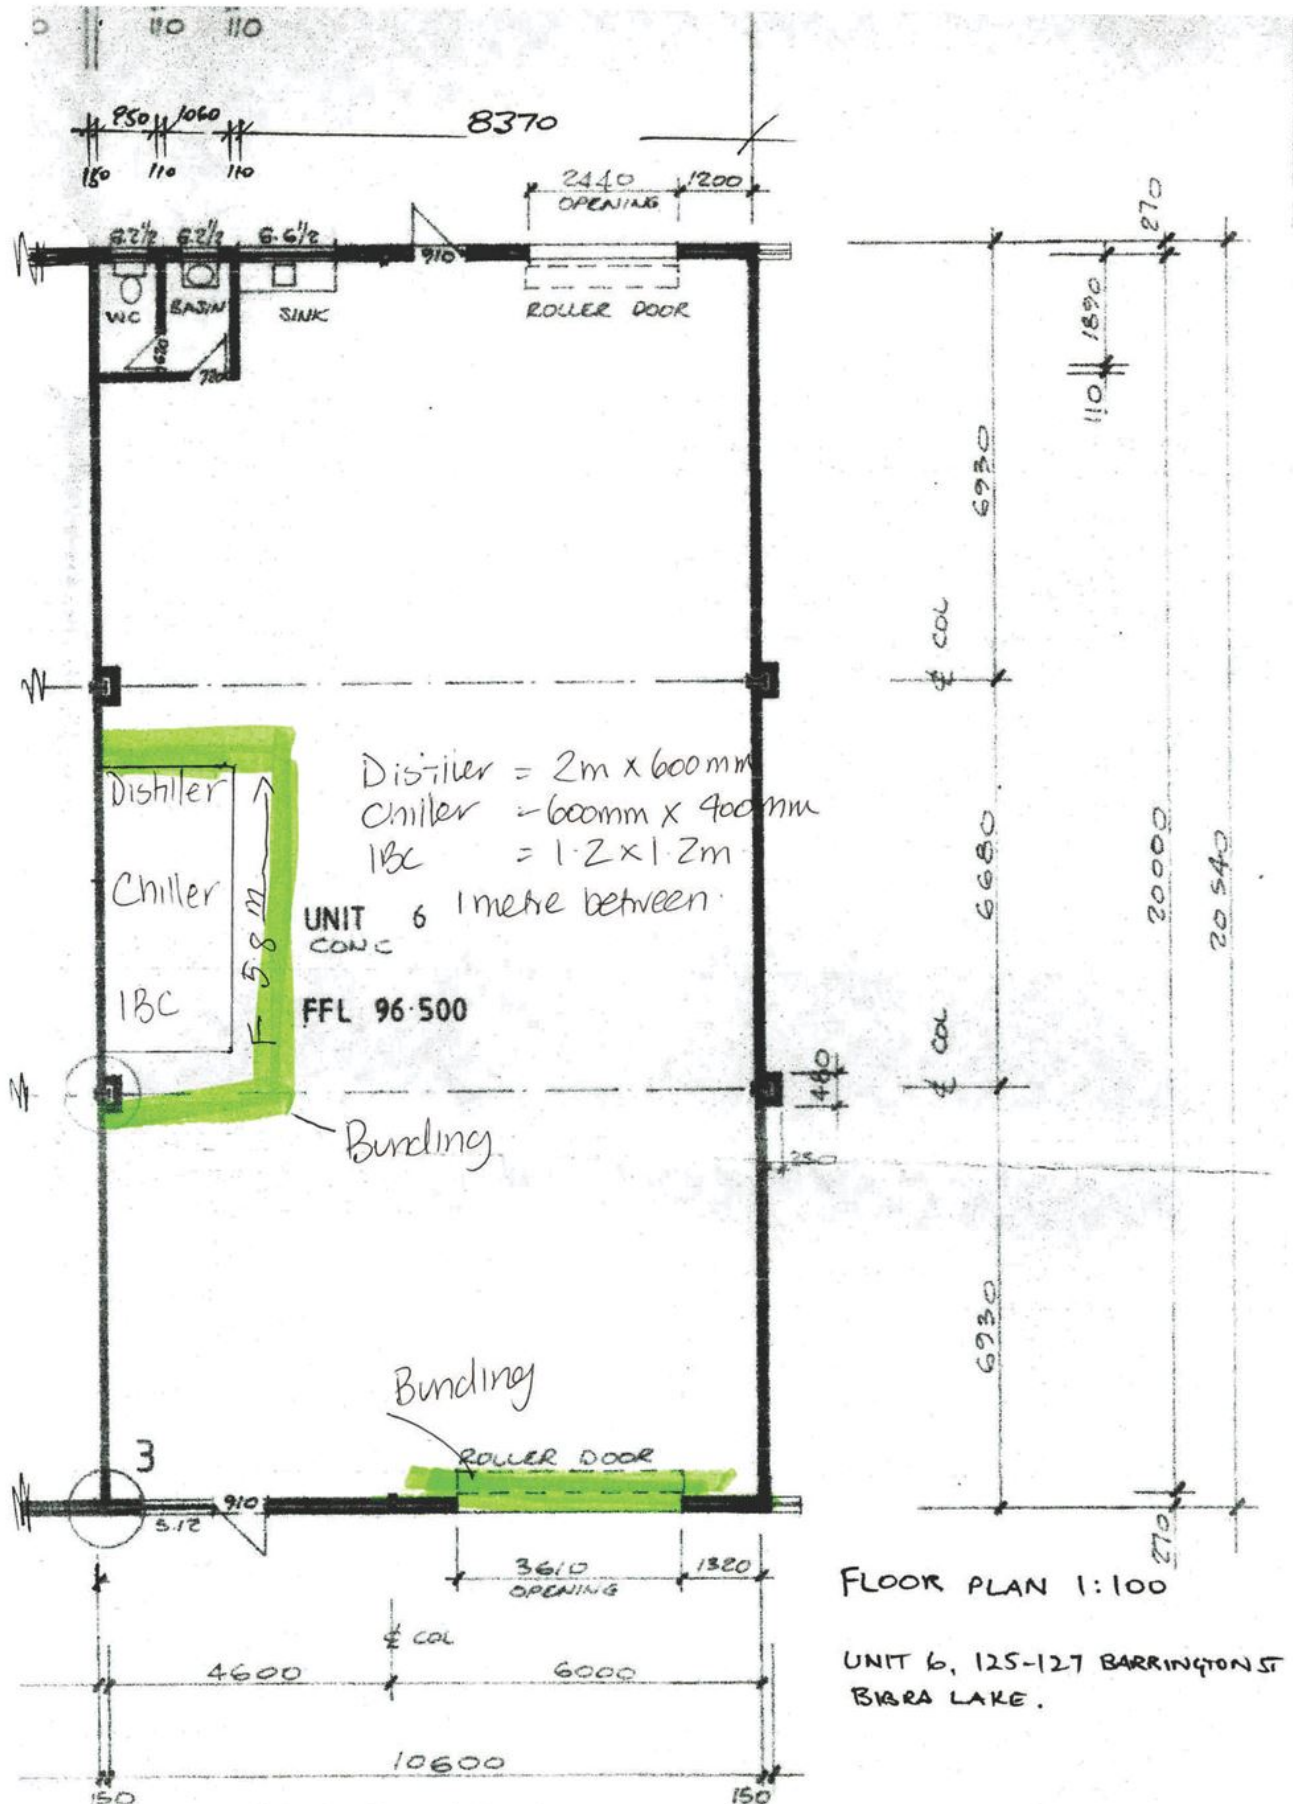 110 110
950 1060 8370
150 110 110
2440 1200
OPENING
270
6.2½ 6.2½ 6.6½
910
WC BASIN SINK ROLLER DOOR
620
720
1890
110
6930
¢ COL
Distiller
Chiller
IBC
5.8 m
Distiller = 2m x 600mm
Chiller = 600mm x 400mm
IBC = 1.2 x 1.2m
1 metre between.
UNIT 6
CONC
FFL 96.500
6680
20000
20 540
¢ COL
480
250
Bunding
6930
Bunding
ROLLER DOOR
3
910
5.12
270
3610 1320
OPENING
¢ COL
4600 6000
10600
150 150
FLOOR PLAN 1:100
UNIT 6, 125-127 BARRINGTON ST
BIBRA LAKE.